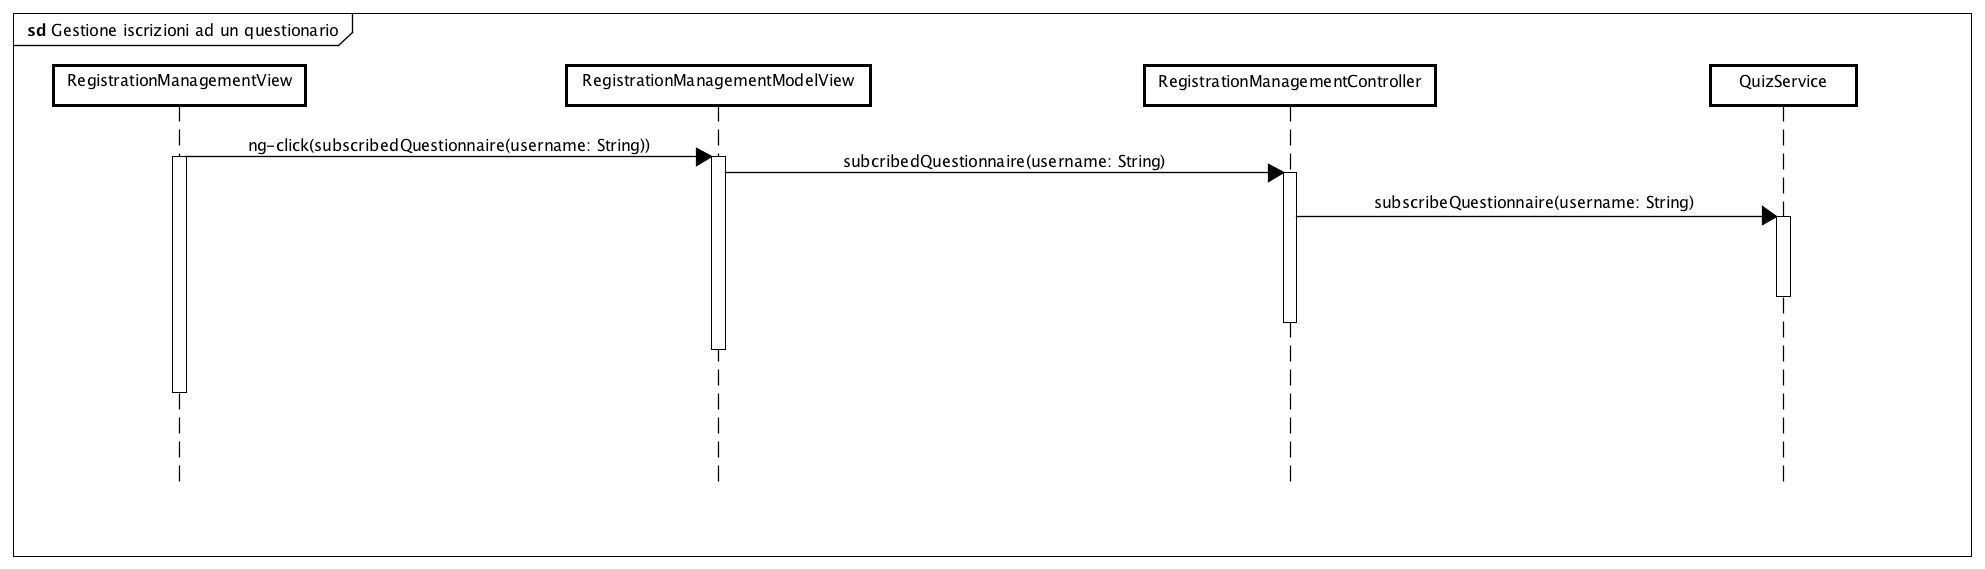 sd Gestione iscrizioni ad un questionario
RegistrationManagementView
RegistrationManagementModelView
RegistrationManagementController
QuizService
ng-click(subscribedQuestionnaire(username: String))
subcribedQuestionnaire(username: String)
subscribeQuestionnaire(username: String)